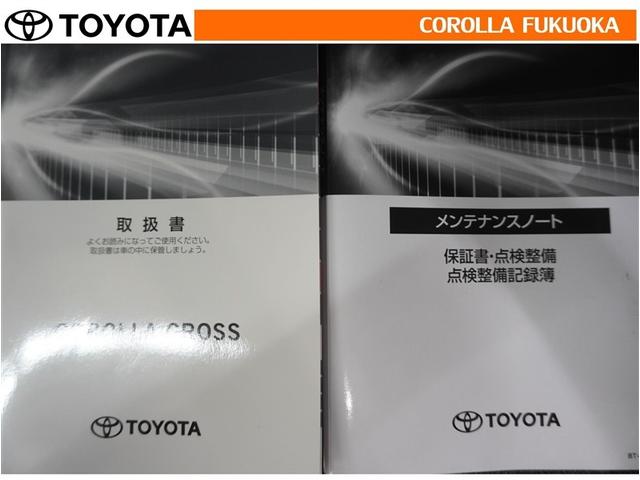 TOYOTA
COROLLA FUKUOKA
取扱書
よくお読みになってご使用ください。
取扱書は車の中に保管しましょう。
COROLLA CROSS
TOYOTA
メンテナンスノート
保証書・点検整備
点検整備記録簿
TOYOTA